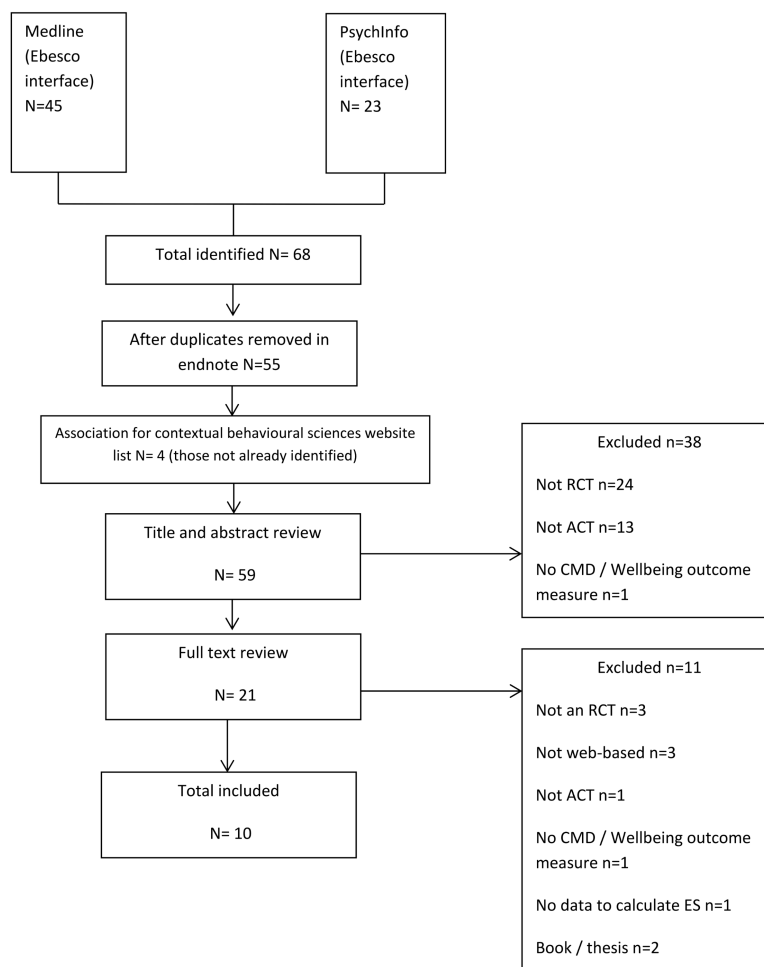 Medline
(Ebesco
interface)
N=45
PsychInfo
(Ebesco
interface)
N= 23
Total identified N= 68
After duplicates removed in
endnote N=55
Association for contextual behavioural sciences website
list N= 4 (those not already identified)
Title and abstract review
N= 59
Excluded n=38
Not RCT n=24
Not ACT n=13
No CMD / Wellbeing outcome
measure n=1
Full text review
N= 21
Excluded n=11
Not an RCT n=3
Not web-based n=3
Not ACT n=1
No CMD / Wellbeing outcome
measure n=1
No data to calculate ES n=1
Book / thesis n=2
Total included
N= 10